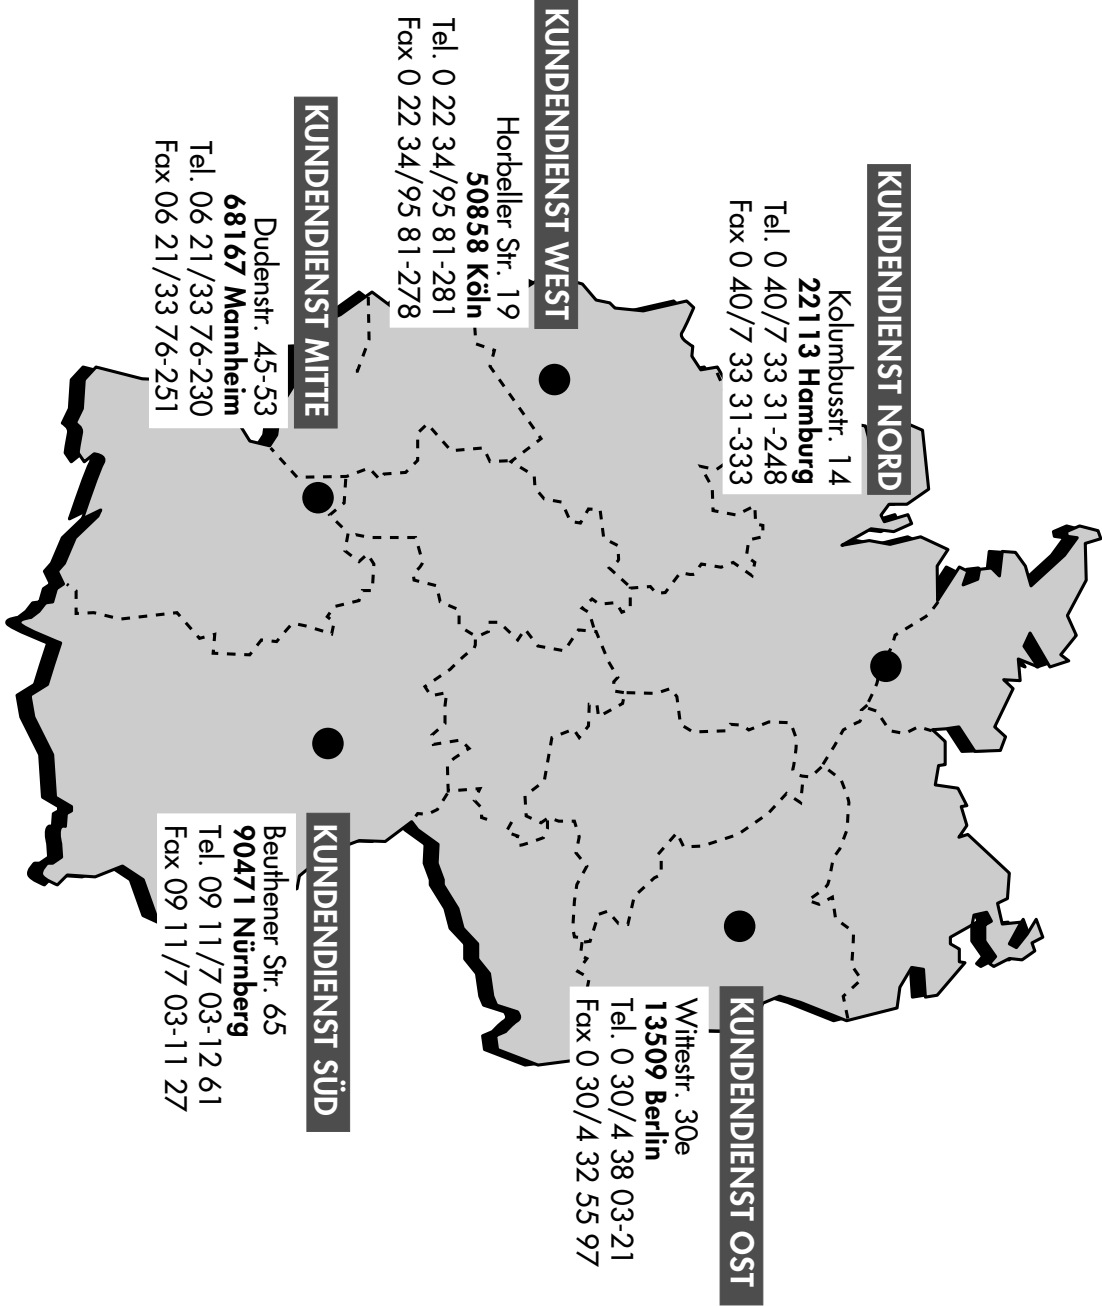 KUNDENDIENST NORD
Kolumbusstr. 14
22113 Hamburg
Tel. 0 40/7 33 31-248
Fax 0 40/7 33 31-333
KUNDENDIENST WEST
Horbeller Str. 19
50858 Köln
Tel. 0 22 34/95 81-281
Fax 0 22 34/95 81-278
KUNDENDIENST OST
Wittestr. 30e
13509 Berlin
Tel. 0 30/4 38 03-21
Fax 0 30/4 32 55 97
KUNDENDIENST MITTE
Dudenstr. 45-53
68167 Mannheim
Tel. 06 21/33 76-230
Fax 06 21/33 76-251
KUNDENDIENST SÜD
Beuthener Str. 65
90471 Nürnberg
Tel. 09 11/7 03-12 61
Fax 09 11/7 03-11 27